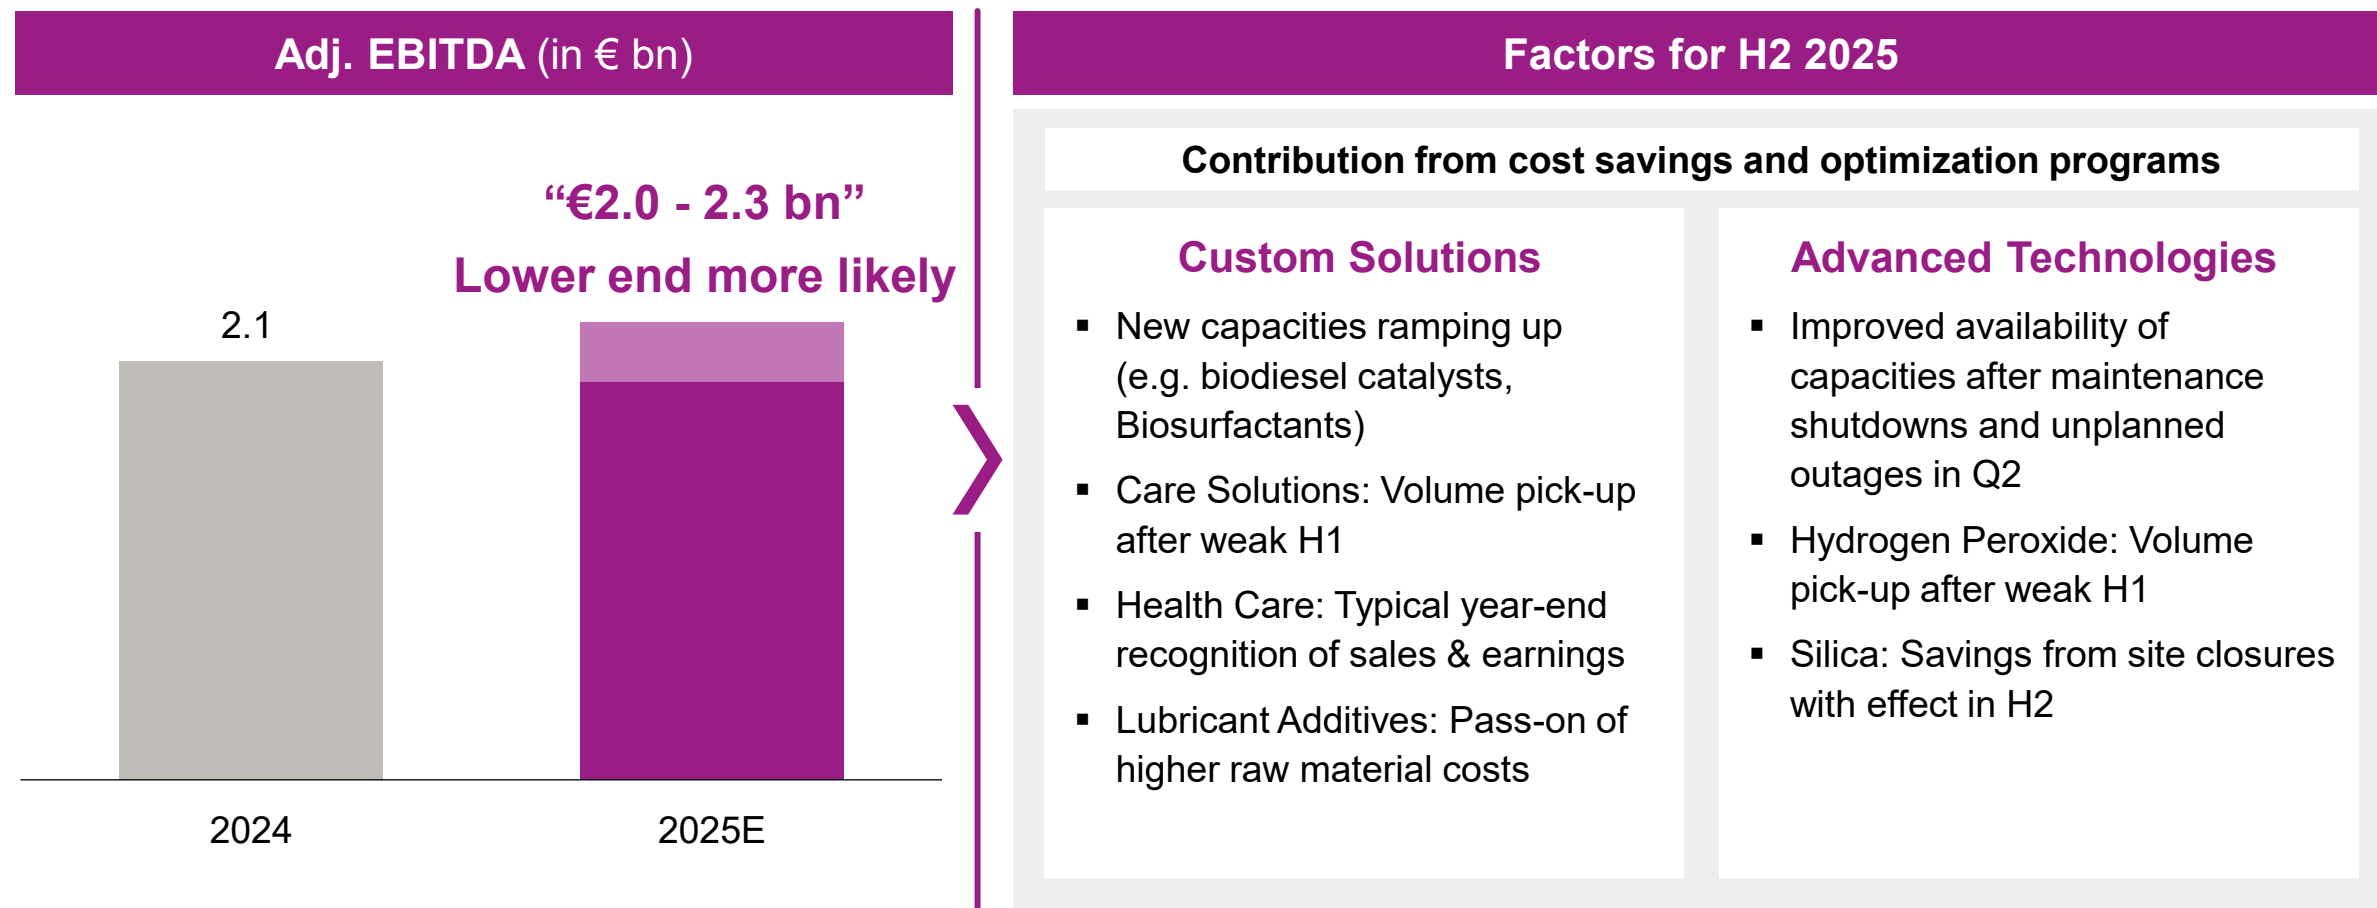 Adj. EBITDA (in € bn)
“€2.0 - 2.3 bn”
Lower end more likely
2.1
2024
2025E
Factors for H2 2025
Contribution from cost savings and optimization programs
Custom Solutions
▪ New capacities ramping up
(e.g. biodiesel catalysts,
Biosurfactants)
▪ Care Solutions: Volume pick-up
after weak H1
▪ Health Care: Typical year-end
recognition of sales & earnings
▪ Lubricant Additives: Pass-on of
higher raw material costs
Advanced Technologies
▪ Improved availability of
capacities after maintenance
shutdowns and unplanned
outages in Q2
▪ Hydrogen Peroxide: Volume
pick-up after weak H1
▪ Silica: Savings from site closures
with effect in H2